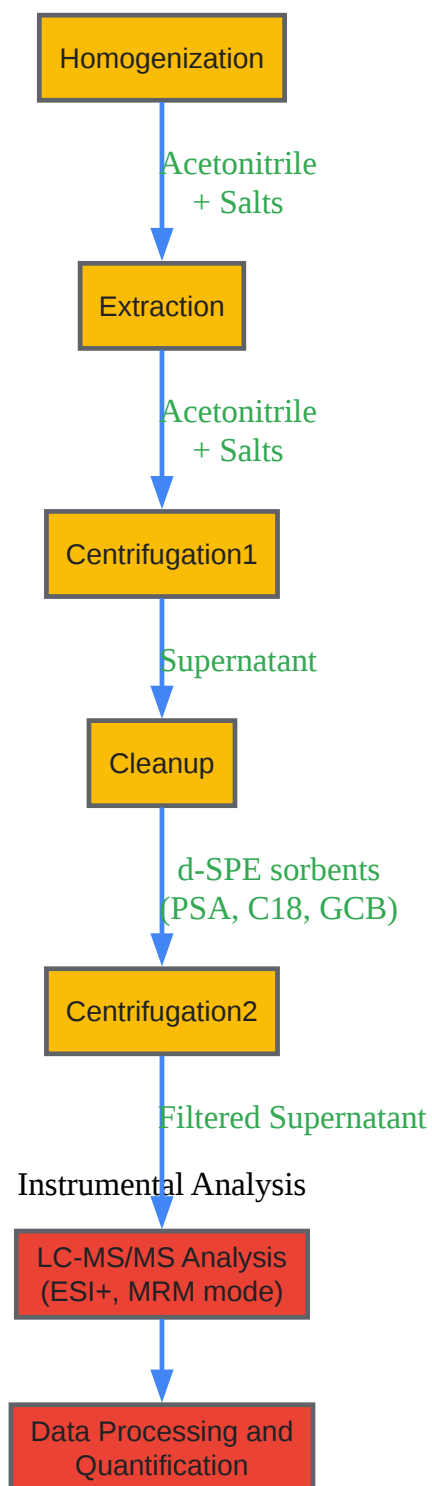 Homogenization
Acetonitrile
+ Salts
Extraction
Acetonitrile
+ Salts
Centrifugation1
Supernatant
Cleanup
d-SPE sorbents
(PSA, C18, GCB)
Centrifugation2
Filtered Supernatant
Instrumental Analysis
LC-MS/MS Analysis
(ESI+, MRM mode)
Data Processing and
Quantification